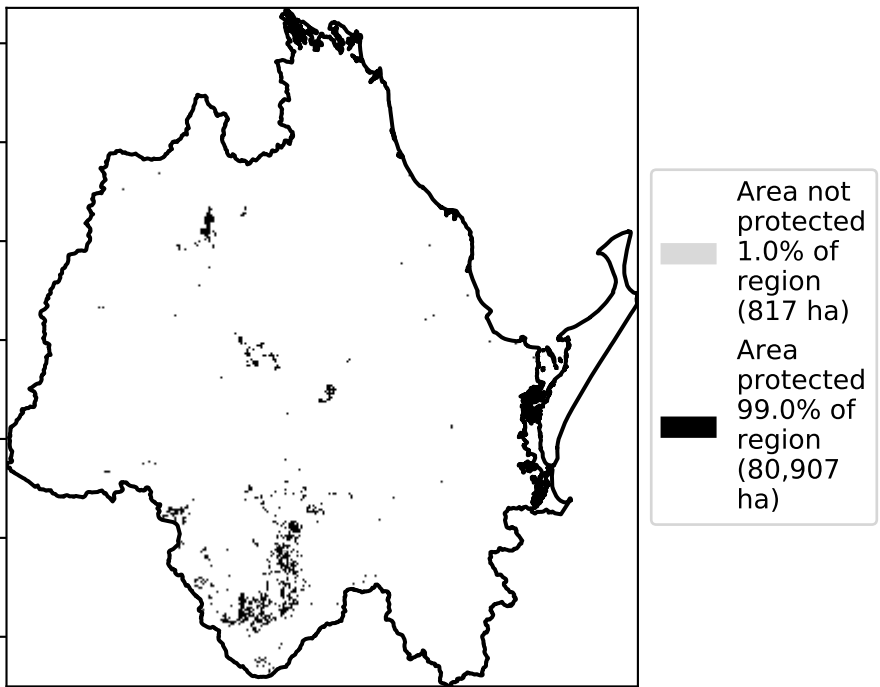 Area not
protected
1.0% of
region
(817 ha)
Area
protected
99.0% of
region
(80,907
ha)